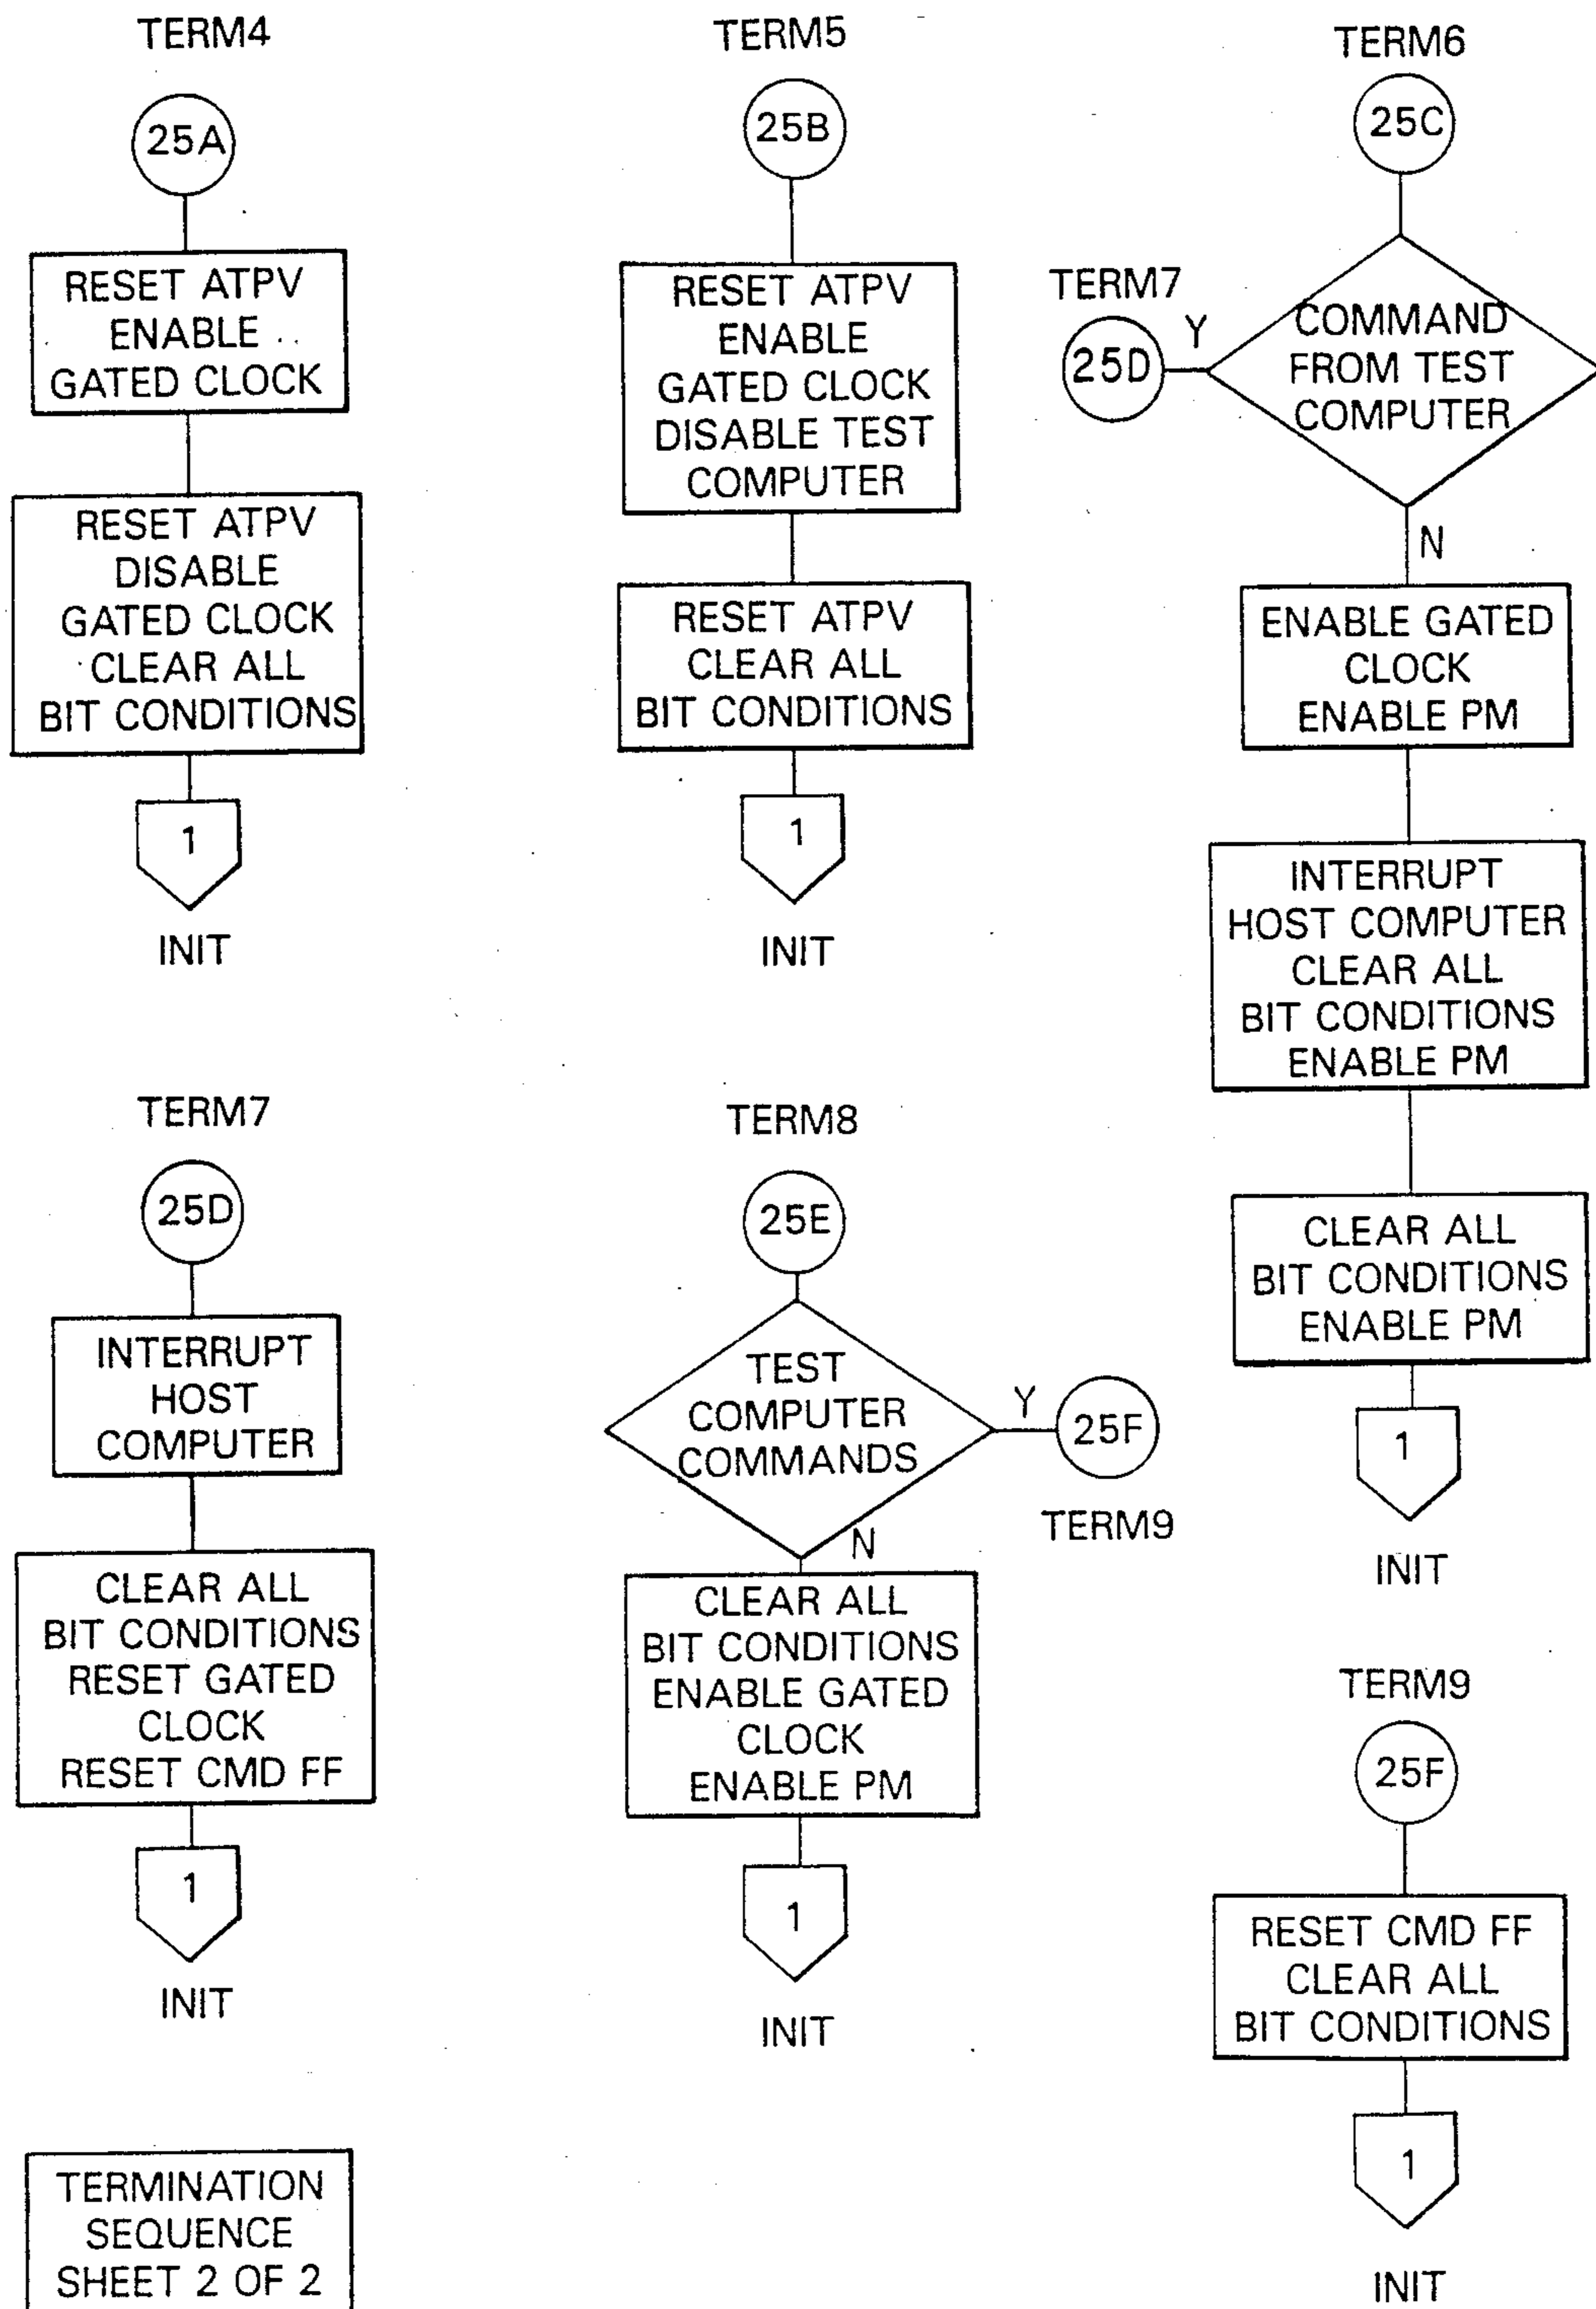 TERM4
25A
RESET ATPV
ENABLE
GATED CLOCK
RESET ATPV
DISABLE
GATED CLOCK
CLEAR ALL
BIT CONDITIONS
1
INIT
TERM5
25B
RESET ATPV
ENABLE
GATED CLOCK
DISABLE TEST
COMPUTER
RESET ATPV
CLEAR ALL
BIT CONDITIONS
1
INIT
TERM6
25C
COMMAND
FROM TEST
COMPUTER
Y
TERM7
25D
N
ENABLE GATED
CLOCK
ENABLE PM
INTERRUPT
HOST COMPUTER
CLEAR ALL
BIT CONDITIONS
ENABLE PM
CLEAR ALL
BIT CONDITIONS
ENABLE PM
1
INIT
TERM7
25D
INTERRUPT
HOST
COMPUTER
CLEAR ALL
BIT CONDITIONS
RESET GATED
CLOCK
RESET CMD FF
1
INIT
TERM8
25E
TEST
COMPUTER
COMMANDS
Y
25F
TERM9
N
CLEAR ALL
BIT CONDITIONS
ENABLE GATED
CLOCK
ENABLE PM
1
INIT
TERM9
25F
RESET CMD FF
CLEAR ALL
BIT CONDITIONS
1
INIT
TERMINATION
SEQUENCE
SHEET 2 OF 2